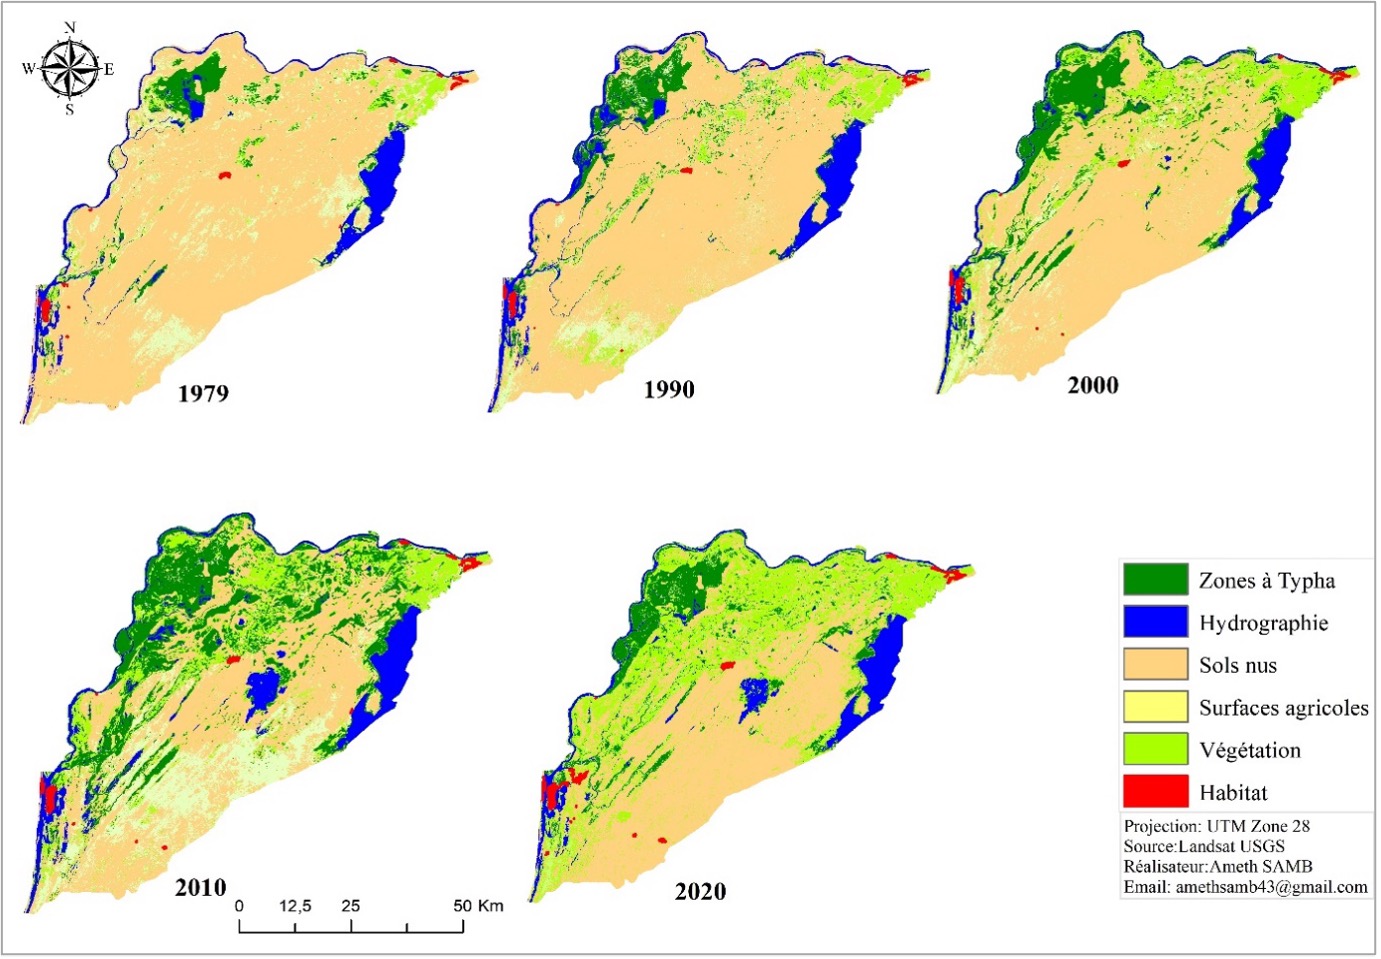 N
W E
S
1979
1990
2000
2010
2020
0 12,5 25 50 Km
Zones à Typha
Hydrographie
Sols nus
Surfaces agricoles
Végétation
Habitat
Projection: UTM Zone 28
Source:Landsat USGS
Réalisateur:Ameth SAMB
Email: amethsamb43@gmail.com